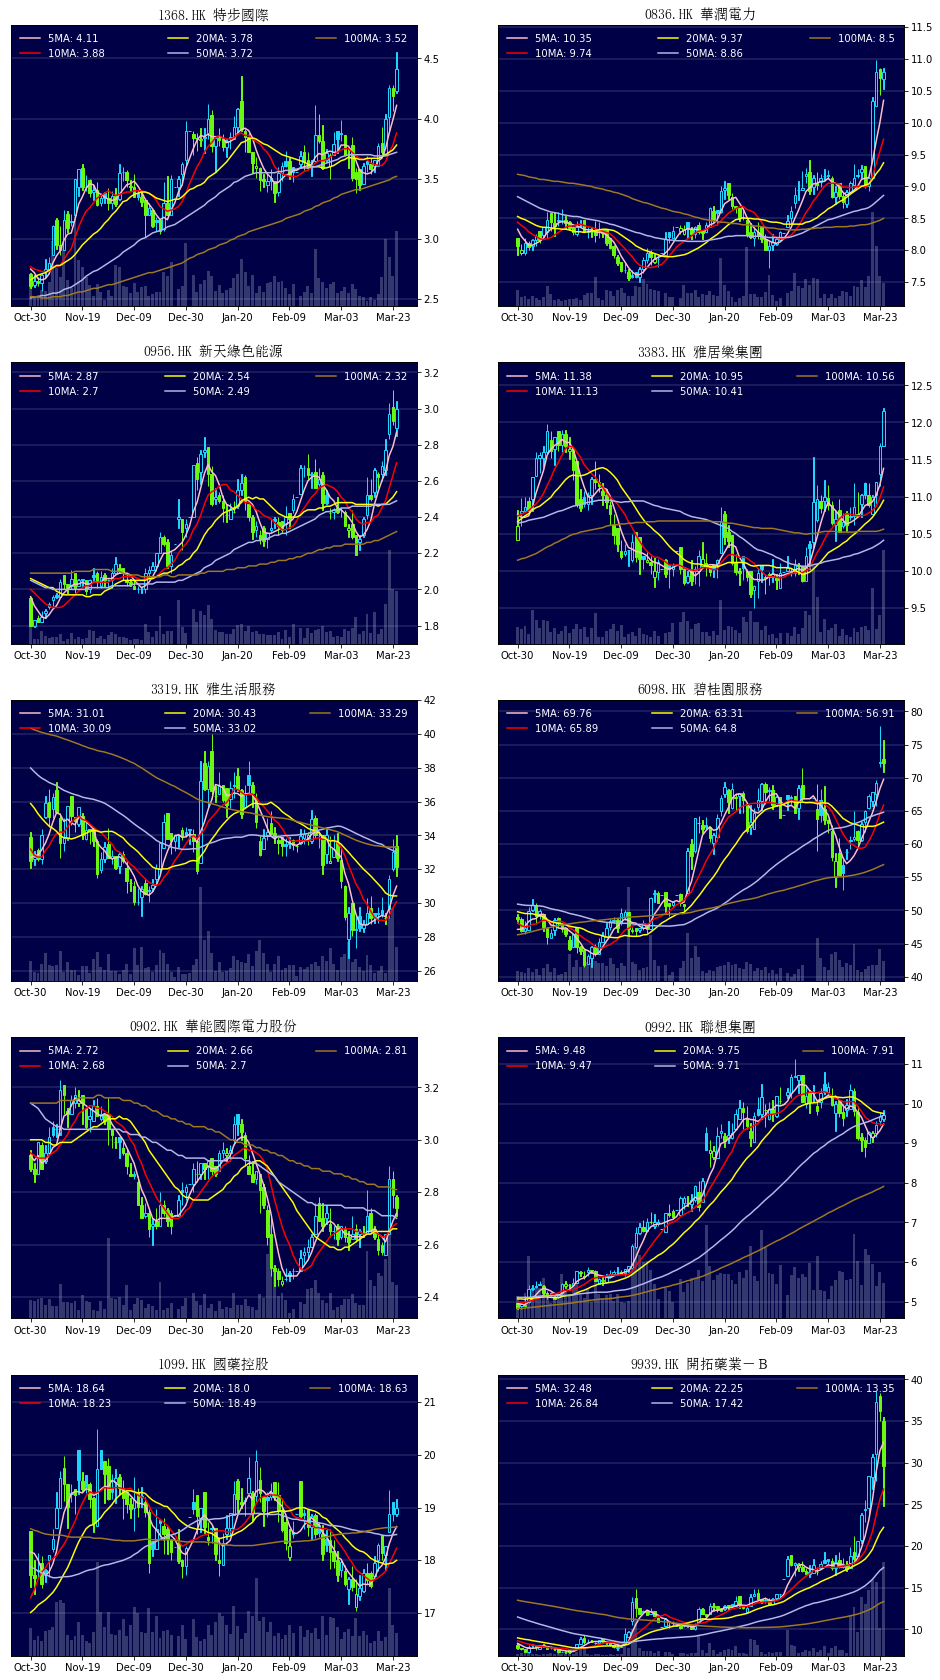 1368.HK 特步國際
5MA: 4.11 20MA: 3.78 100MA: 3.52
10MA: 3.88 50MA: 3.72
4.5
4.0
3.5
3.0
2.5
Oct-30 Nov-19 Dec-09 Dec-30 Jan-20 Feb-09 Mar-03 Mar-23
0836.HK 華潤電力
5MA: 10.35 20MA: 9.37 100MA: 8.5
10MA: 9.74 50MA: 8.86
11.5
11.0
10.5
10.0
9.5
9.0
8.5
8.0
7.5
Oct-30 Nov-19 Dec-09 Dec-30 Jan-20 Feb-09 Mar-03 Mar-23
0956.HK 新天綠色能源
5MA: 2.87 20MA: 2.54 100MA: 2.32
10MA: 2.7 50MA: 2.49
3.2
3.0
2.8
2.6
2.4
2.2
2.0
1.8
Oct-30 Nov-19 Dec-09 Dec-30 Jan-20 Feb-09 Mar-03 Mar-23
3383.HK 雅居樂集團
5MA: 11.38 20MA: 10.95 100MA: 10.56
10MA: 11.13 50MA: 10.41
12.5
12.0
11.5
11.0
10.5
10.0
9.5
Oct-30 Nov-19 Dec-09 Dec-30 Jan-20 Feb-09 Mar-03 Mar-23
3319.HK 雅生活服務
5MA: 31.01 20MA: 30.43 100MA: 33.29
10MA: 30.09 50MA: 33.02
42
40
38
36
34
32
30
28
26
Oct-30 Nov-19 Dec-09 Dec-30 Jan-20 Feb-09 Mar-03 Mar-23
6098.HK 碧桂園服務
5MA: 69.76 20MA: 63.31 100MA: 56.91
10MA: 65.89 50MA: 64.8
80
75
70
65
60
55
50
45
40
Oct-30 Nov-19 Dec-09 Dec-30 Jan-20 Feb-09 Mar-03 Mar-23
0902.HK 華能國際電力股份
5MA: 2.72 20MA: 2.66 100MA: 2.81
10MA: 2.68 50MA: 2.7
3.2
3.0
2.8
2.6
2.4
Oct-30 Nov-19 Dec-09 Dec-30 Jan-20 Feb-09 Mar-03 Mar-23
0992.HK 聯想集團
5MA: 9.48 20MA: 9.75 100MA: 7.91
10MA: 9.47 50MA: 9.71
11
10
9
8
7
6
5
Oct-30 Nov-19 Dec-09 Dec-30 Jan-20 Feb-09 Mar-03 Mar-23
1099.HK 國藥控股
5MA: 18.64 20MA: 18.0 100MA: 18.63
10MA: 18.23 50MA: 18.49
21
20
19
18
17
Oct-30 Nov-19 Dec-09 Dec-30 Jan-20 Feb-09 Mar-03 Mar-23
9939.HK 開拓藥業－Ｂ
5MA: 32.48 20MA: 22.25 100MA: 13.35
10MA: 26.84 50MA: 17.42
40
35
30
25
20
15
10
Oct-30 Nov-19 Dec-09 Dec-30 Jan-20 Feb-09 Mar-03 Mar-23